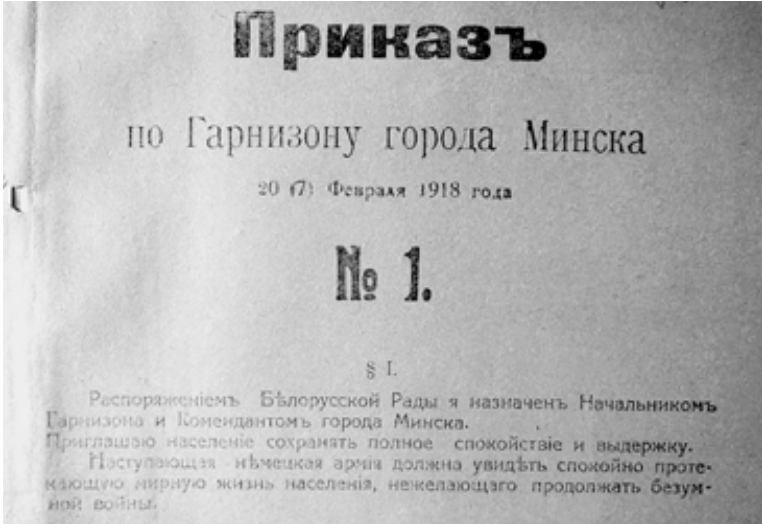 Приказъ
по Гарнизону города Минска
20 (7) Февраля 1918 года
№ 1.
§ I.
Распоряженіемъ Бѣлорусской Рады я назначенъ Начальникомъ
Гарнизона и Комендантомъ города Минска.
Приглашаю населеніе сохранять полное спокойствіе и выдержку.
Наступающая нѣмецкая армія должна увидѣть спокойно проте-
кающую мирную жизнь населенія, нежелающаго продолжать безум-
ной войны.